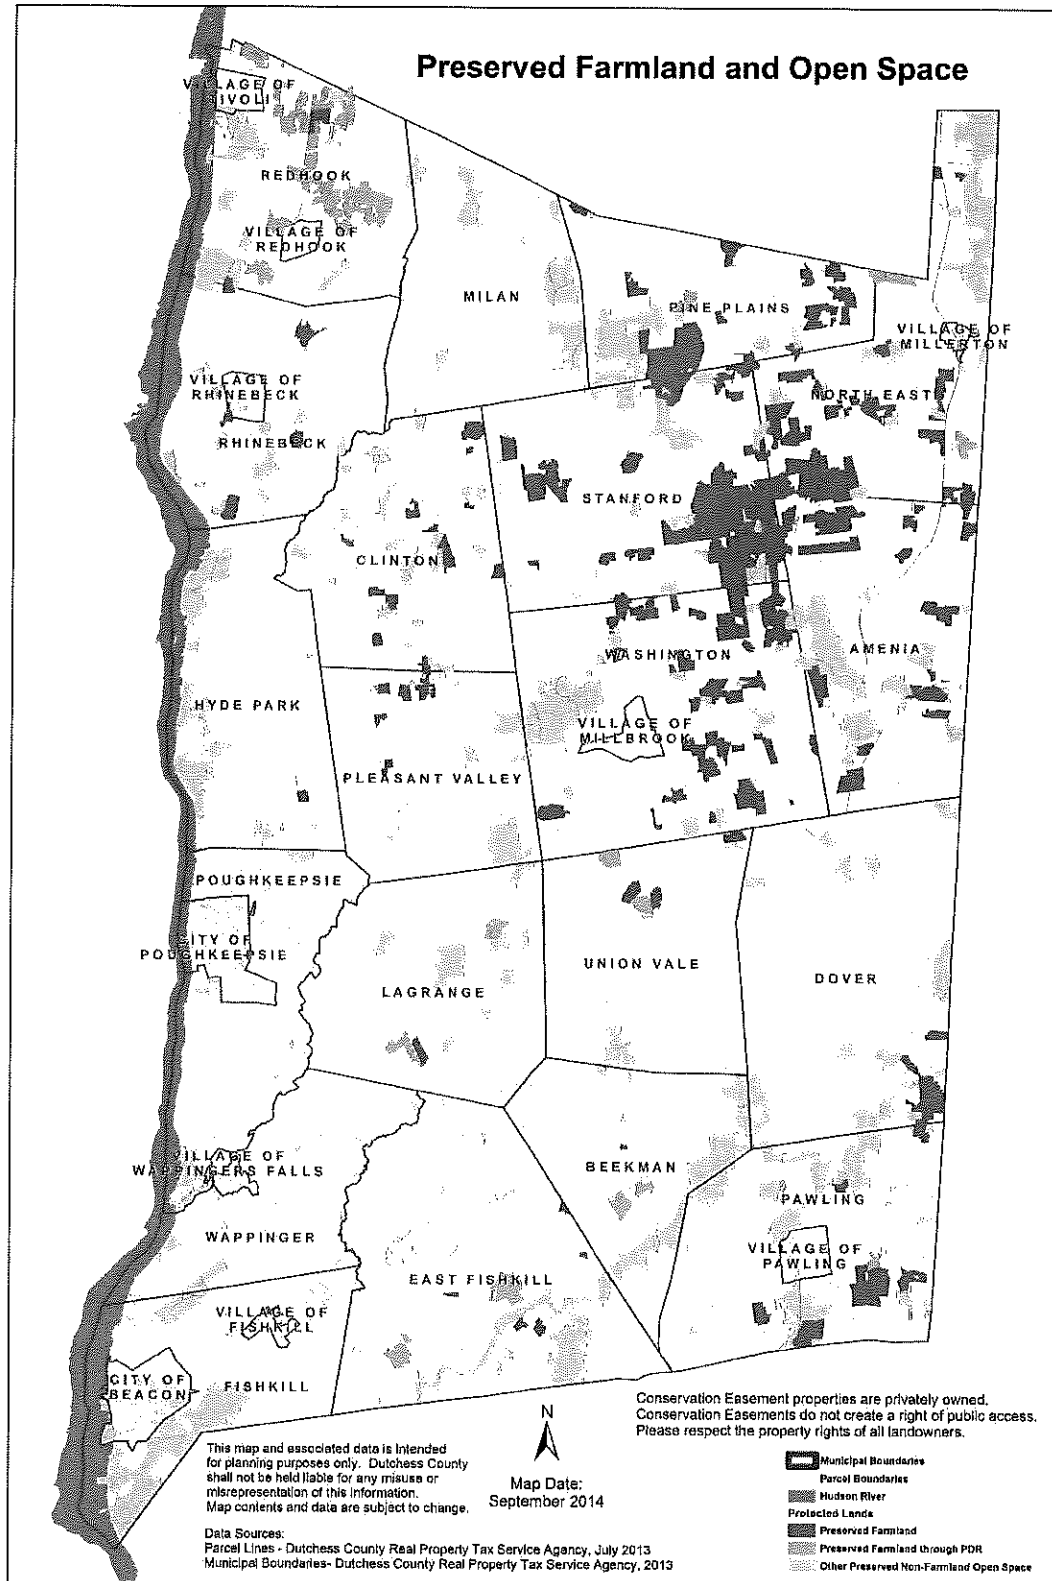 Preserved Farmland and Open Space
VILLAGE OF
TIVOLI
REDHOOK
VILLAGE OF
REDHOOK
MILAN
PINE PLAINS
VILLAGE OF
MILLERTON
VILLAGE OF
RHINEBECK
NORTH EAST
RHINEBECK
STANFORD
CLINTON
WASHINGTON
AMENIA
HYDE PARK
VILLAGE OF
MILLBROOK
PLEASANT VALLEY
POUGHKEEPSIE
CITY OF
POUGHKEEPSIE
UNION VALE
DOVER
LAGRANGE
VILLAGE OF
WAPPINGERS FALLS
BEEKMAN
PAWLING
WAPPINGER
VILLAGE OF
PAWLING
EAST FISHKILL
VILLAGE OF
FISHKILL
CITY OF
BEACON
FISHKILL
Conservation Easement properties are privately owned.
Conservation Easements do not create a right of public access.
Please respect the property rights of all landowners.
N
Map Date:
September 2014
This map and associated data is intended
for planning purposes only. Dutchess County
shall not be held liable for any misuse or
misrepresentation of this information.
Map contents and data are subject to change.
Data Sources:
Parcel Lines - Dutchess County Real Property Tax Service Agency, July 2013
Municipal Boundaries- Dutchess County Real Property Tax Service Agency, 2013
Municipal Boundaries
Parcel Boundaries
Hudson River
Protected Lands
Preserved Farmland
Preserved Farmland through PDR
Other Preserved Non-Farmland Open Space